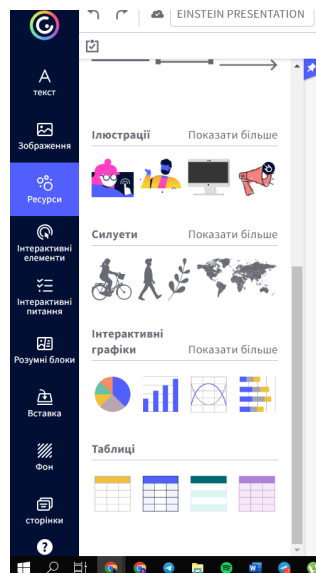 EINSTEIN PRESENTATION
текст
Зображення
Ресурси
Інтерактивні
елементи
Інтерактивні
питання
Розумні блоки
Вставка
Фон
сторінки
Ілюстрації Показати більше
Силуети Показати більше
Інтерактивні
графіки Показати більше
Таблиці